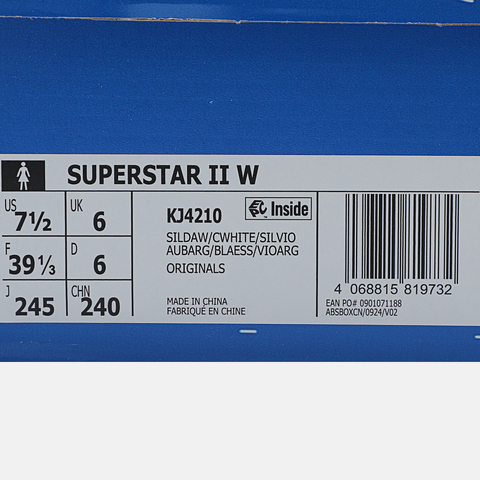 SUPERSTAR II W
US 7½ UK 6
F 39⅓ D 6
J 245 CHN 240
KJ4210 Inside
SILDAW/CWHITE/SILVIO
AUBARG/BLAESS/VIOARG
ORIGINALS
MADE IN CHINA
FABRIQUÉ EN CHINE
4 068815 819732
EAN PO# 0901071188
ABSBOXCN/0924/V02